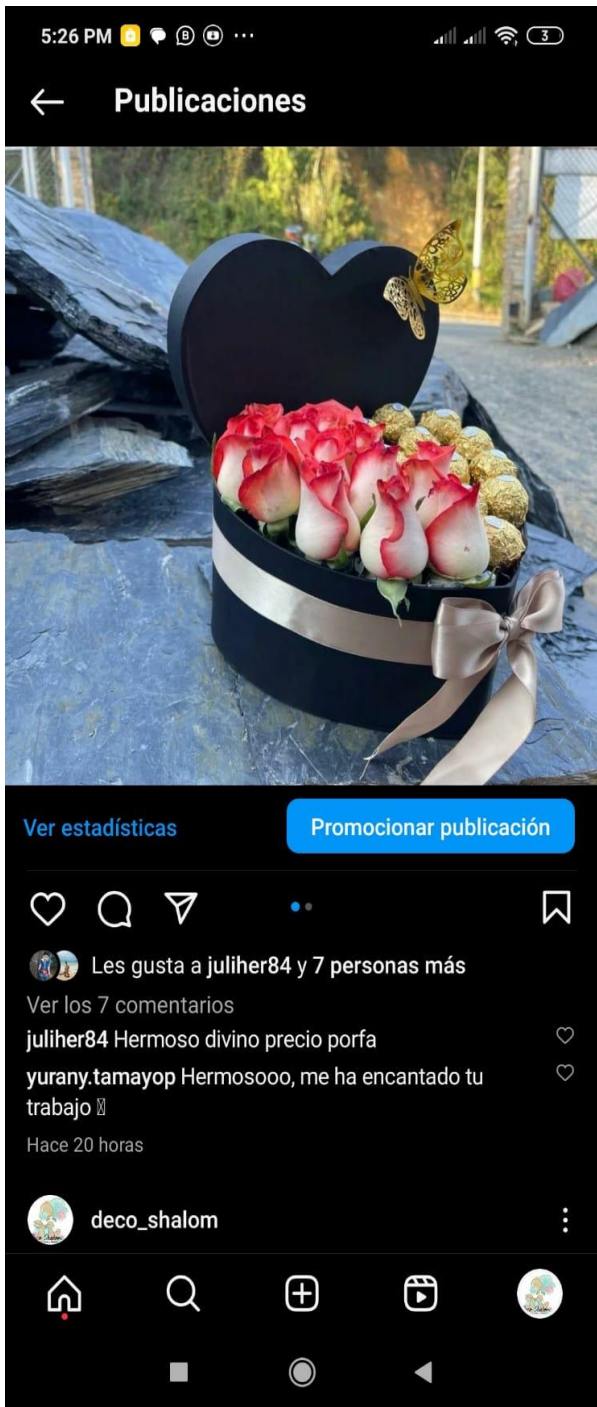 5:26 PM
3
Publicaciones
Ver estadísticas
Promocionar publicación
Les gusta a juliher84 y 7 personas más
Ver los 7 comentarios
juliher84 Hermoso divino precio porfa
yurany.tamayop Hermosooo, me ha encantado tu
trabajo
Hace 20 horas
deco_shalom